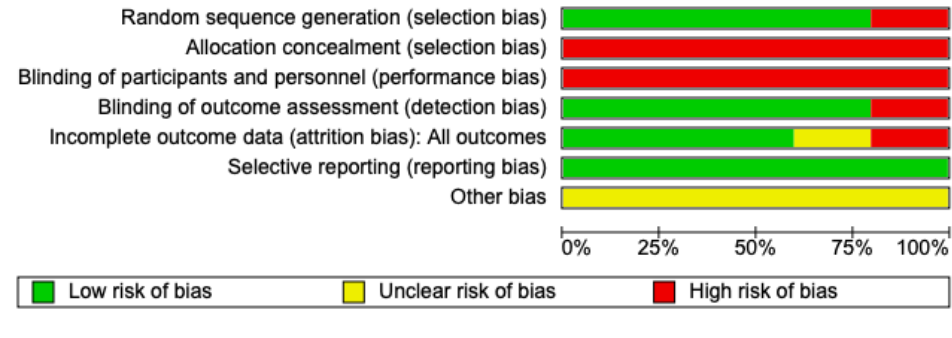 Random sequence generation (selection bias)
Allocation concealment (selection bias)
Blinding of participants and personnel (performance bias)
Blinding of outcome assessment (detection bias)
Incomplete outcome data (attrition bias): All outcomes
Selective reporting (reporting bias)
Other bias
0% 25% 50% 75% 100%
Low risk of bias Unclear risk of bias High risk of bias